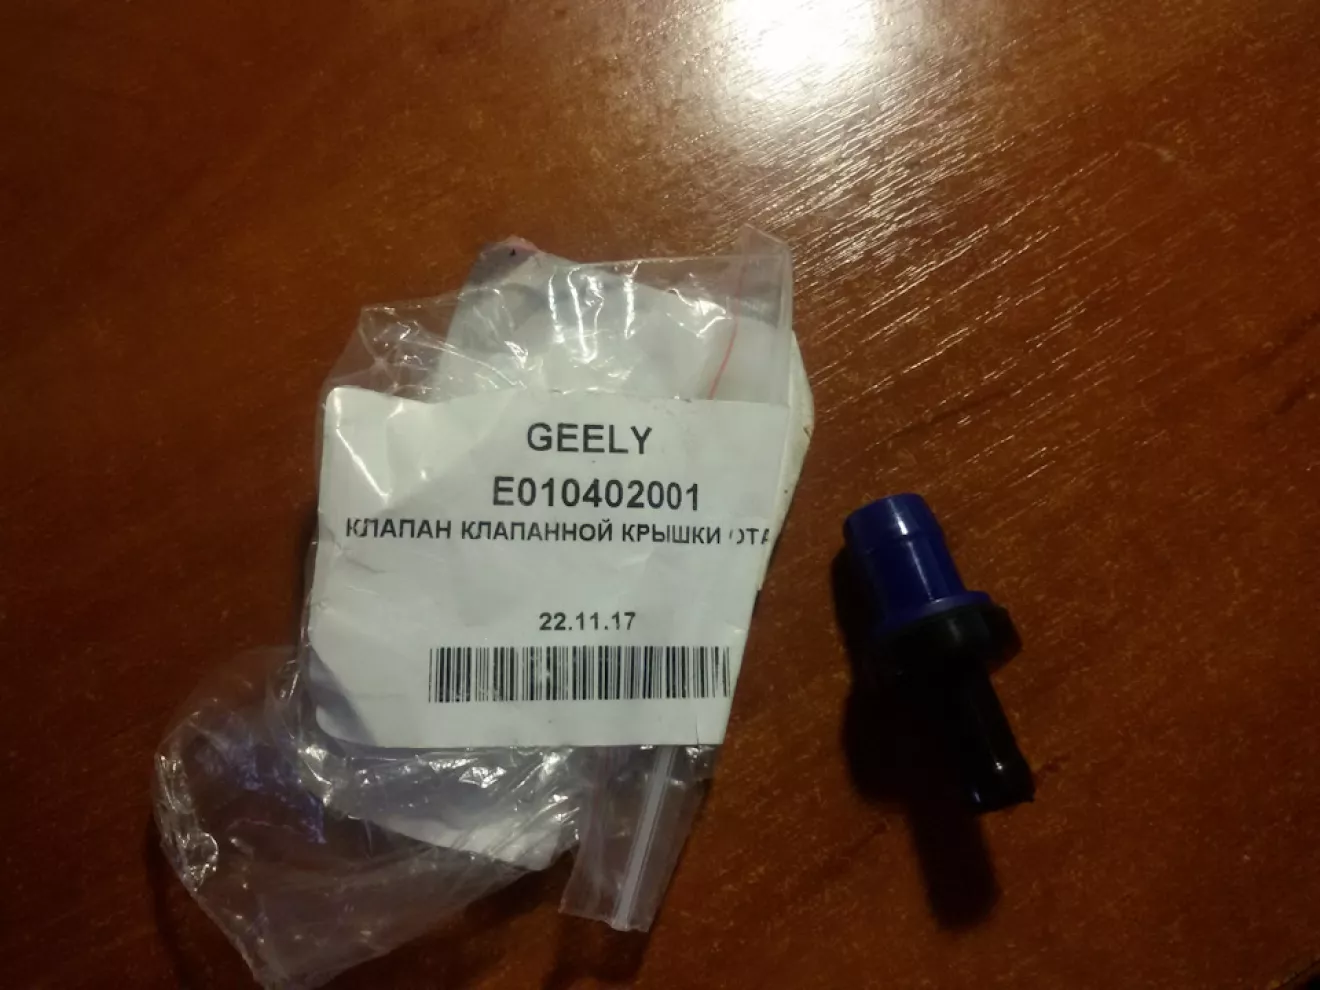 GEELY
E010402001
КЛАПАН КЛАПАННОЙ КРЫШКИ
22.11.17